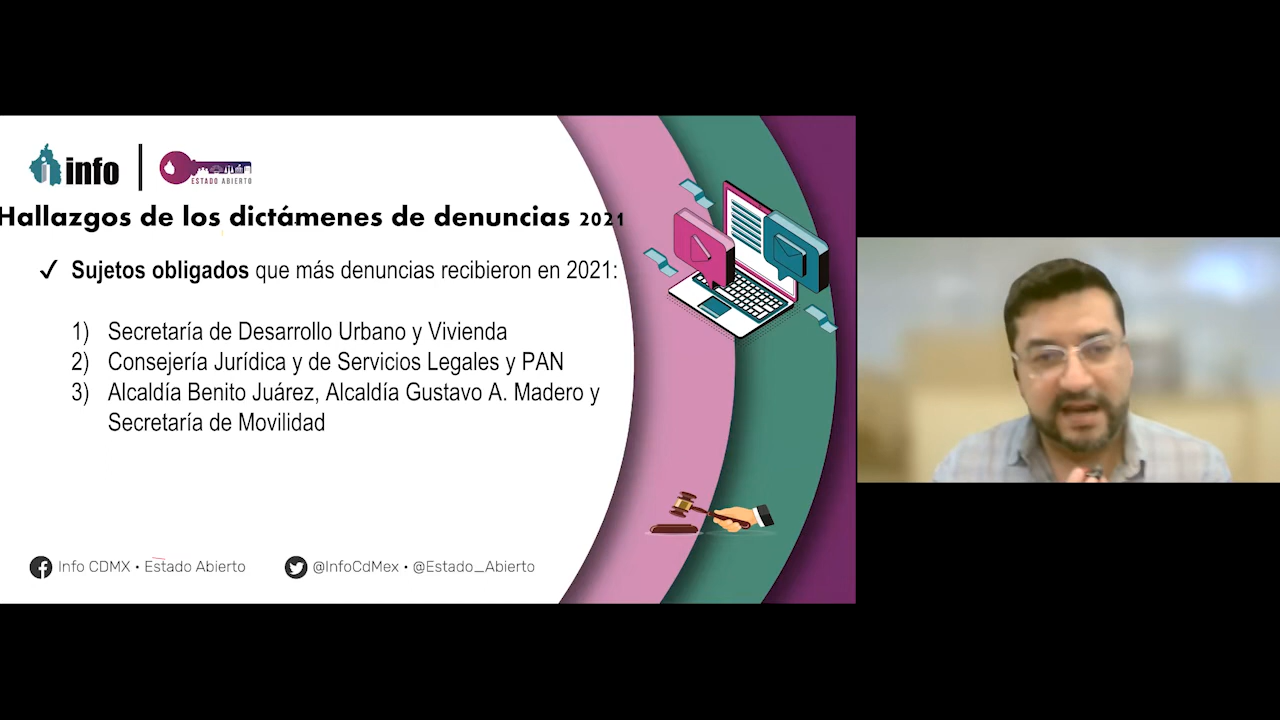 info
ESTADO ABIERTO
Hallazgos de los dictámenes de denuncias 2021
✓ Sujetos obligados que más denuncias recibieron en 2021:
1) Secretaría de Desarrollo Urbano y Vivienda
2) Consejería Jurídica y de Servicios Legales y PAN
3) Alcaldía Benito Juárez, Alcaldía Gustavo A. Madero y
Secretaría de Movilidad
Info CDMX • Estado Abierto
@InfoCdMex • @Estado_Abierto